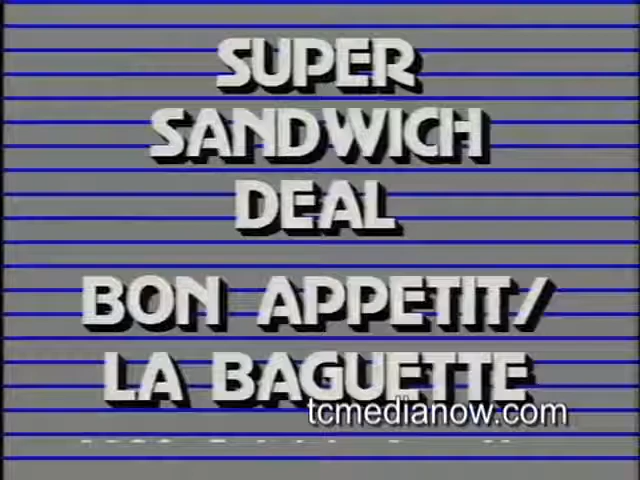 SUPER
SANDWICH
DEAL
BON APPETIT/
LA BAGUETTE
tcmedianow.com